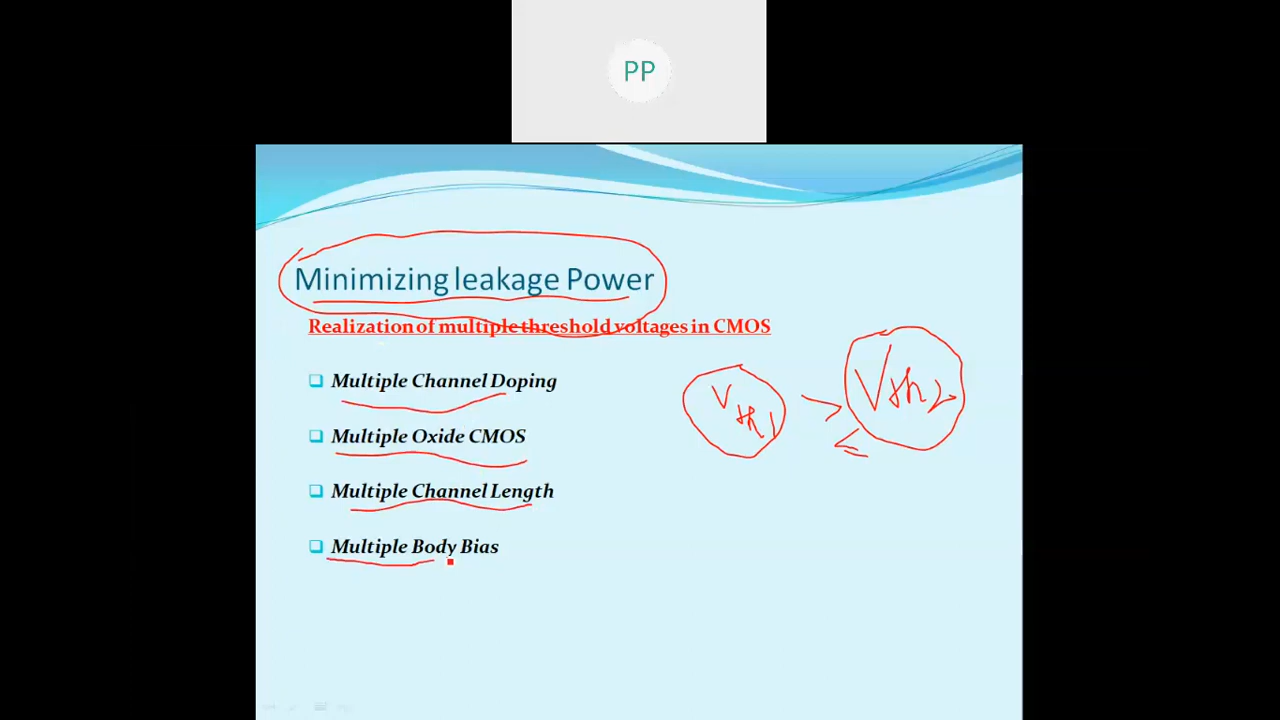 PP
Minimizing leakage Power
Realization of multiple threshold voltages in CMOS
Multiple Channel Doping
Multiple Oxide CMOS
Multiple Channel Length
Multiple Body Bias
Vth1 > Vth2
≤